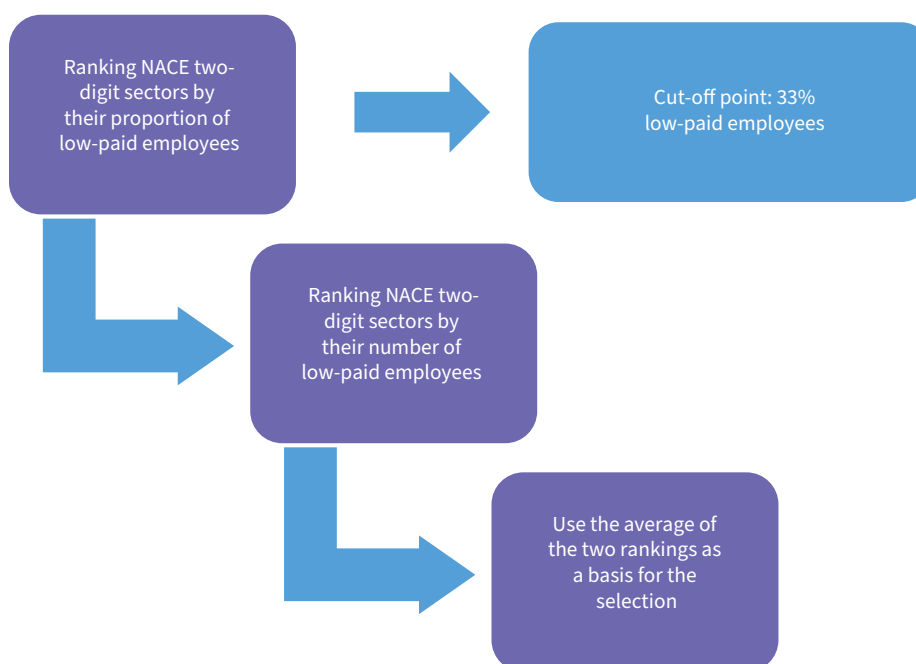 Ranking NACE two-
digit sectors by
their proportion of
low-paid employees
Cut-off point: 33%
low-paid employees
Ranking NACE two-
digit sectors by
their number of
low-paid employees
Use the average of
the two rankings as
a basis for the
selection